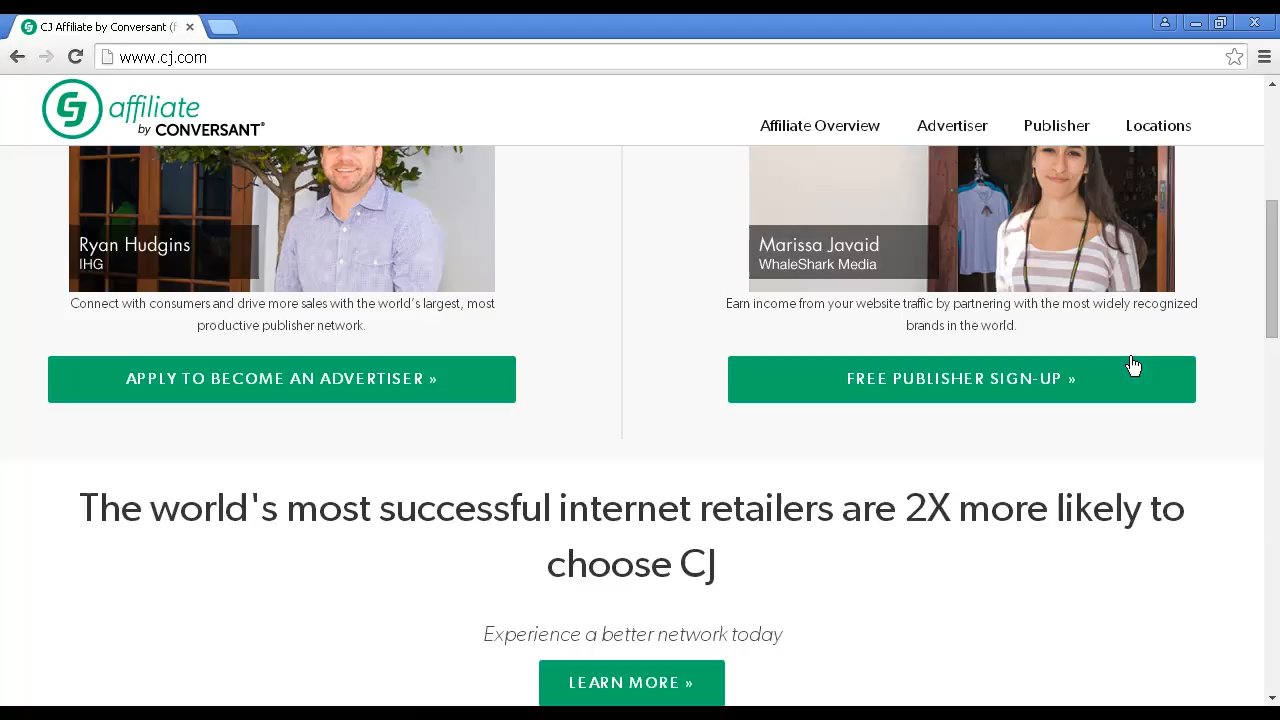 CJ Affiliate by Conversant (f
www.cj.com
affiliate
by CONVERSANT®
Affiliate Overview
Advertiser
Publisher
Locations
Ryan Hudgins
IHG
Marissa Javaid
WhaleShark Media
Connect with consumers and drive more sales with the world's largest, most
productive publisher network.
Earn income from your website traffic by partnering with the most widely recognized
brands in the world.
APPLY TO BECOME AN ADVERTISER »
FREE PUBLISHER SIGN-UP »
The world's most successful internet retailers are 2X more likely to
choose CJ
Experience a better network today
LEARN MORE »